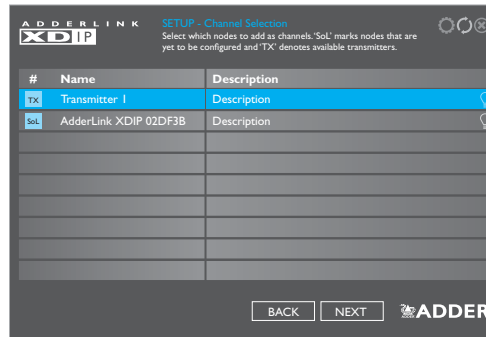 ADDERLINK
XDIP
SETUP - Channel Selection
Select which nodes to add as channels. 'SoL' marks nodes that are
yet to be configured and 'TX' denotes available transmitters.
# Name Description
TX Transmitter 1 Description
SoL AdderLink XDIP 02DF3B Description
BACK NEXT ADDER